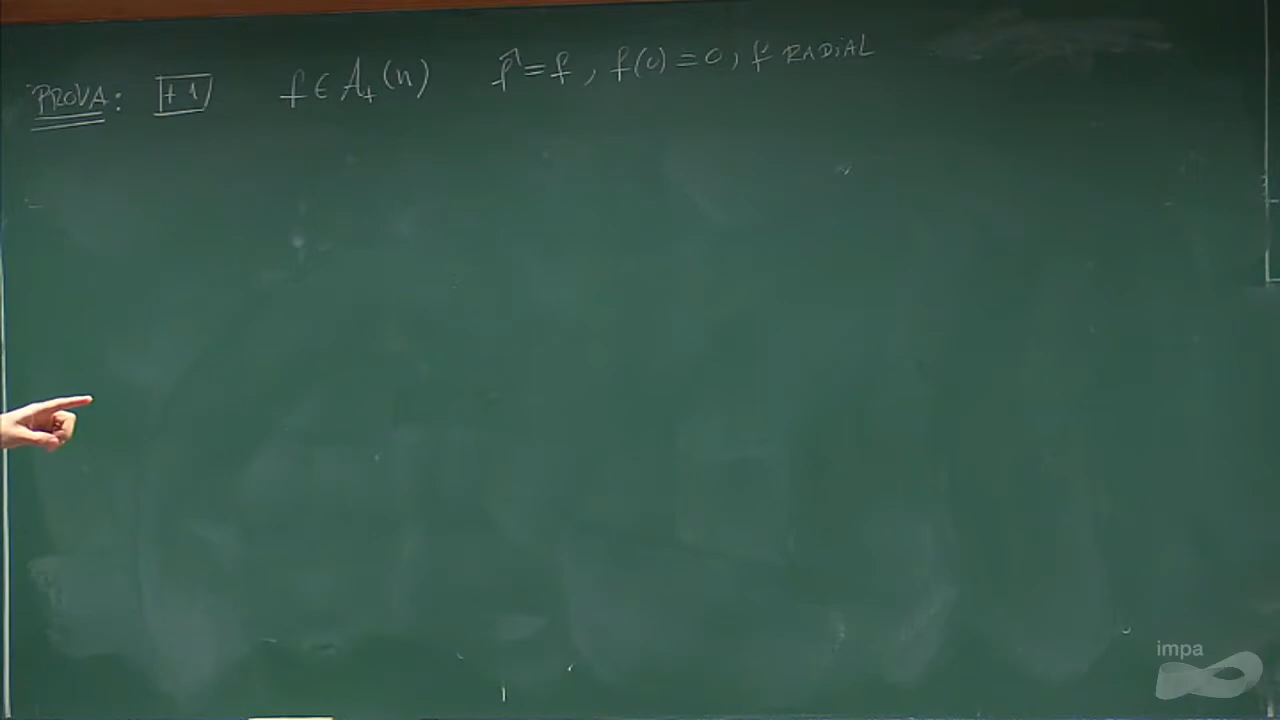 PROVA: +1 f ∈ A₊(n) f̂ = f, f(0) = 0, f RADIAL
impa